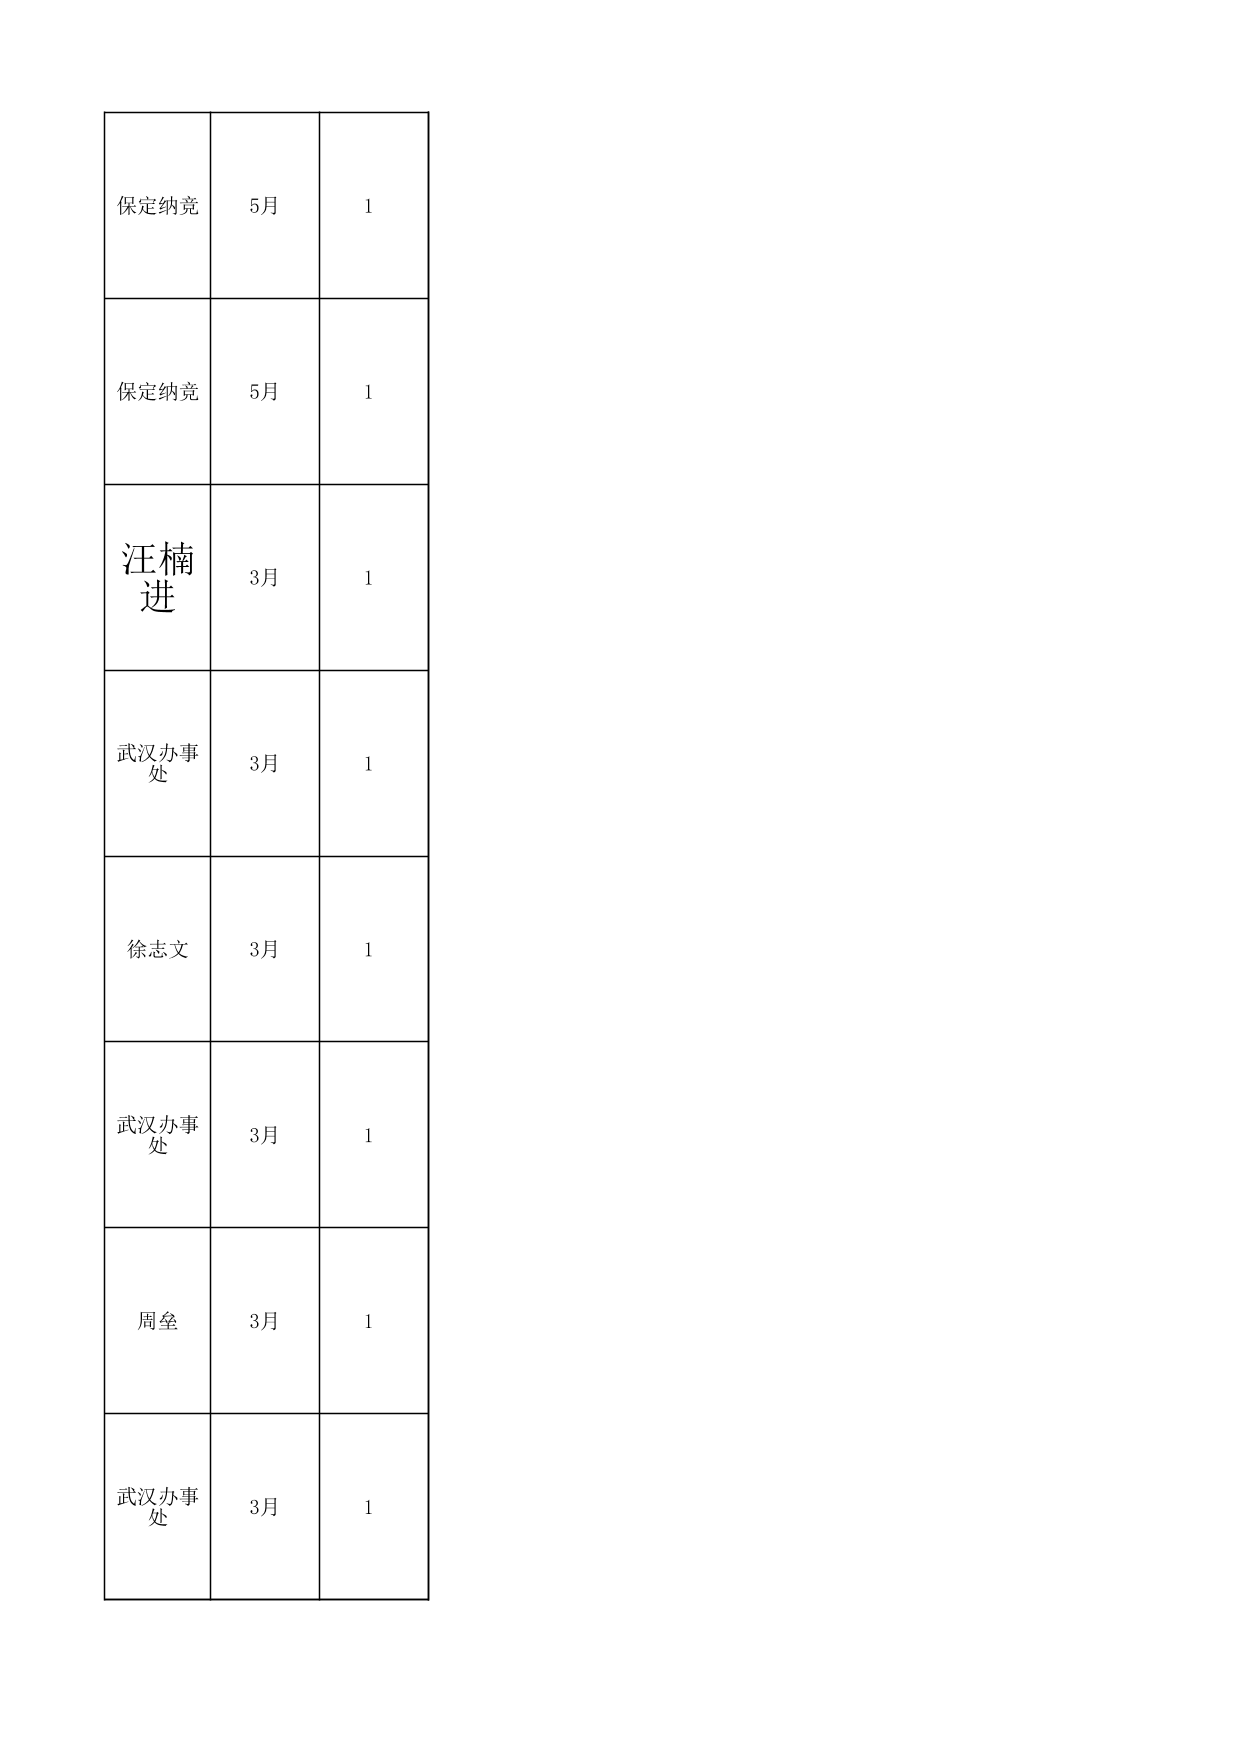 保定纳竞 5月 1
保定纳竞 5月 1
汪楠
进 3月 1
武汉办事
处 3月 1
徐志文 3月 1
武汉办事
处 3月 1
周垒 3月 1
武汉办事
处 3月 1